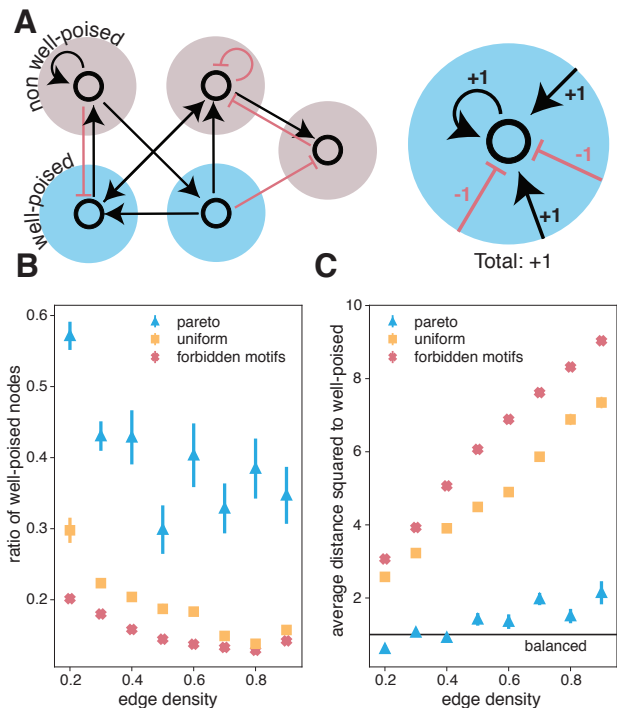 A
non well-poised
well-poised
+1
+1
-1
-1
+1
Total: +1
B
0.6
0.5
0.4
0.3
0.2
ratio of well-poised nodes
pareto
uniform
forbidden motifs
0.2 0.4 0.6 0.8
edge density
C
10
8
6
4
2
average distance squared to well-poised
pareto
uniform
forbidden motifs
balanced
0.2 0.4 0.6 0.8
edge density